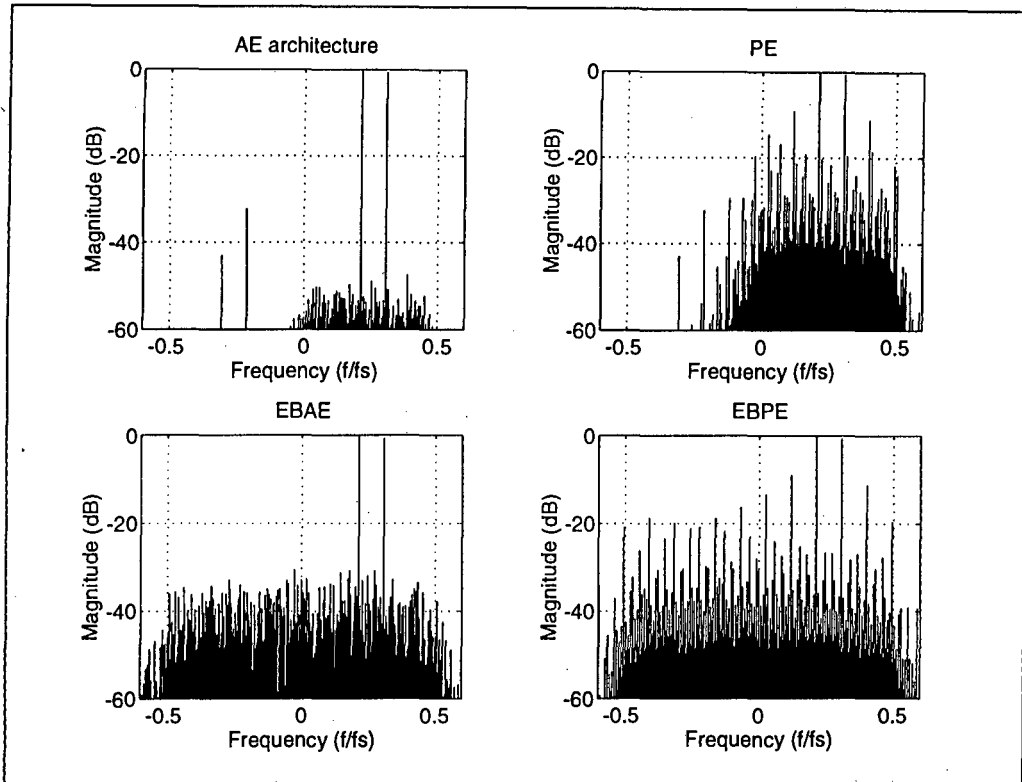 AE architecture
0
-20
-40
-60
Magnitude (dB)
-0.5 0 0.5
Frequency (f/fs)
PE
0
-20
-40
-60
Magnitude (dB)
-0.5 0 0.5
Frequency (f/fs)
EBAE
0
-20
-40
-60
Magnitude (dB)
-0.5 0 0.5
Frequency (f/fs)
EBPE
0
-20
-40
-60
Magnitude (dB)
-0.5 0 0.5
Frequency (f/fs)